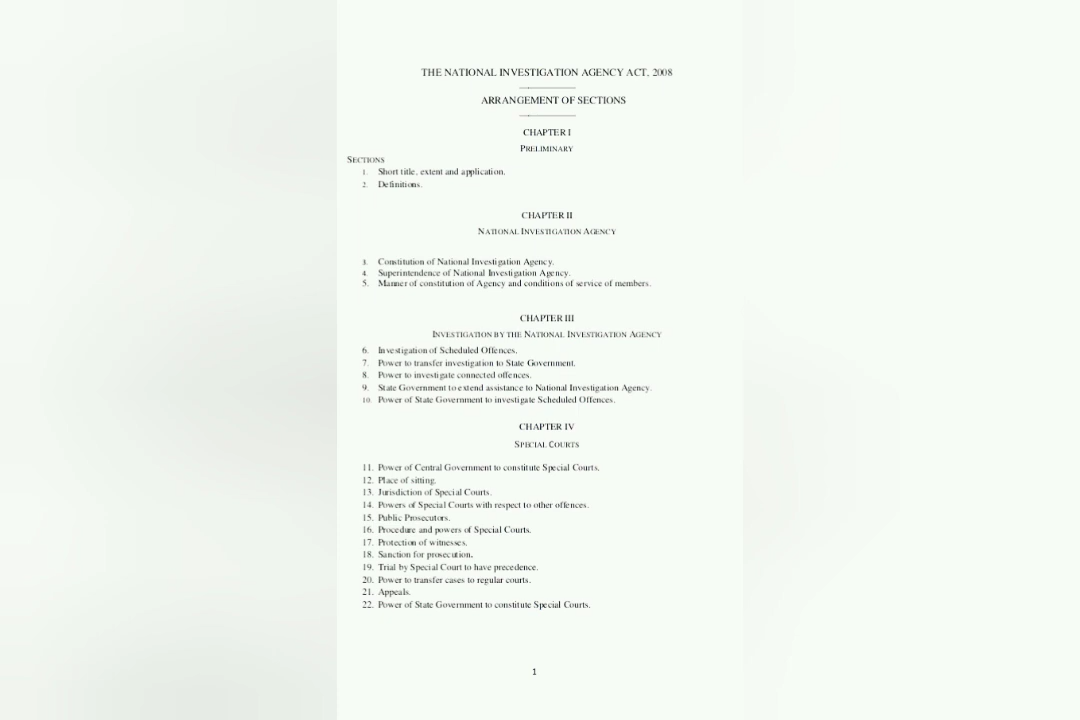 THE NATIONAL INVESTIGATION AGENCY ACT, 2008
ARRANGEMENT OF SECTIONS
CHAPTER I
PRELIMINARY
SECTIONS
1. Short title, extent and application.
2. Definitions.
CHAPTER II
NATIONAL INVESTIGATION AGENCY
3. Constitution of National Investigation Agency.
4. Superintendence of National Investigation Agency.
5. Manner of constitution of Agency and conditions of service of members.
CHAPTER III
INVESTIGATION BY THE NATIONAL INVESTIGATION AGENCY
6. Investigation of Scheduled Offences.
7. Power to transfer investigation to State Government.
8. Power to investigate connected offences.
9. State Government to extend assistance to National Investigation Agency.
10. Power of State Government to investigate Scheduled Offences.
CHAPTER IV
SPECIAL COURTS
11. Power of Central Government to constitute Special Courts.
12. Place of sitting.
13. Jurisdiction of Special Courts.
14. Powers of Special Courts with respect to other offences.
15. Public Prosecutors.
16. Procedure and powers of Special Courts.
17. Protection of witnesses.
18. Sanction for prosecution.
19. Trial by Special Court to have precedence.
20. Power to transfer cases to regular courts.
21. Appeals.
22. Power of State Government to constitute Special Courts.
1